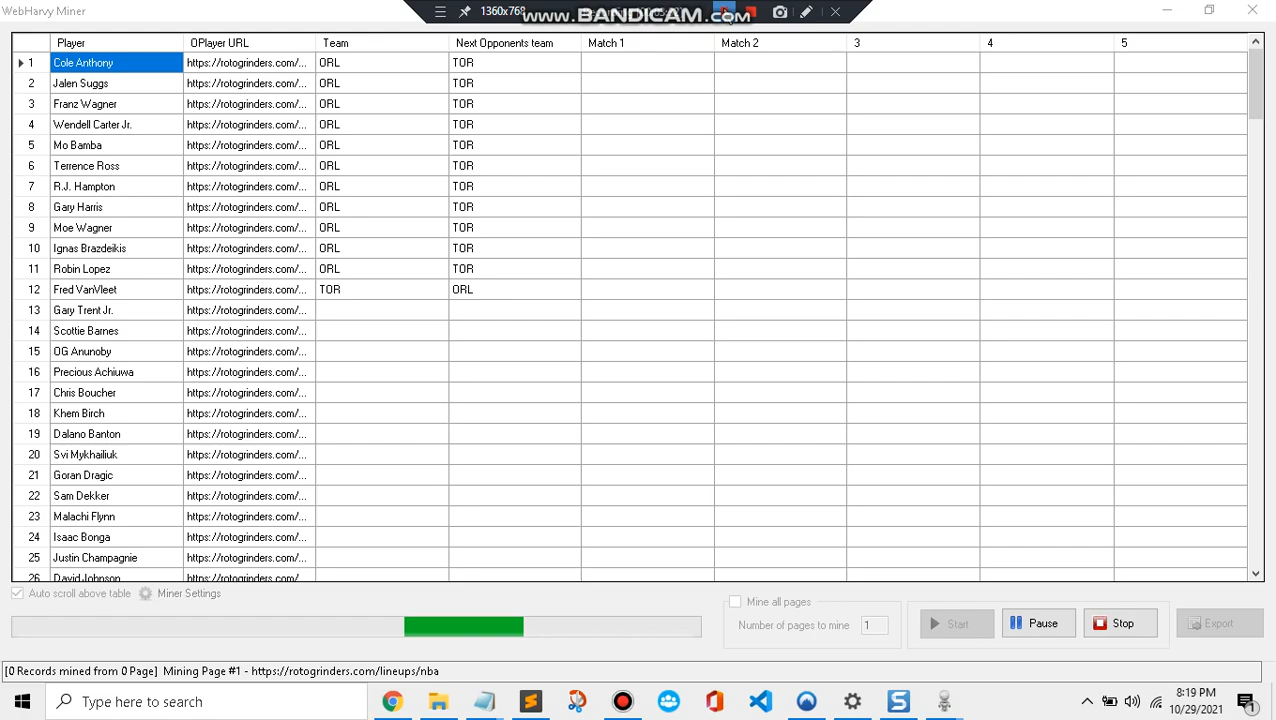 WebHarvy Miner
1360x768
www.BANDICAM.com
Player OPlayer URL Team Next Opponents team Match 1 Match 2 3 4 5
1 Cole Anthony https://rotogrinders.com/... ORL TOR
2 Jalen Suggs https://rotogrinders.com/... ORL TOR
3 Franz Wagner https://rotogrinders.com/... ORL TOR
4 Wendell Carter Jr. https://rotogrinders.com/... ORL TOR
5 Mo Bamba https://rotogrinders.com/... ORL TOR
6 Terrence Ross https://rotogrinders.com/... ORL TOR
7 R.J. Hampton https://rotogrinders.com/... ORL TOR
8 Gary Harris https://rotogrinders.com/... ORL TOR
9 Moe Wagner https://rotogrinders.com/... ORL TOR
10 Ignas Brazdeikis https://rotogrinders.com/... ORL TOR
11 Robin Lopez https://rotogrinders.com/... ORL TOR
12 Fred VanVleet https://rotogrinders.com/... TOR ORL
13 Gary Trent Jr. https://rotogrinders.com/...
14 Scottie Barnes https://rotogrinders.com/...
15 OG Anunoby https://rotogrinders.com/...
16 Precious Achiuwa https://rotogrinders.com/...
17 Chris Boucher https://rotogrinders.com/...
18 Khem Birch https://rotogrinders.com/...
19 Dalano Banton https://rotogrinders.com/...
20 Svi Mykhailiuk https://rotogrinders.com/...
21 Goran Dragic https://rotogrinders.com/...
22 Sam Dekker https://rotogrinders.com/...
23 Malachi Flynn https://rotogrinders.com/...
24 Isaac Bonga https://rotogrinders.com/...
25 Justin Champagnie https://rotogrinders.com/...
26 David Johnson https://rotogrinders.com/...
Auto scroll above table Miner Settings
Mine all pages
Number of pages to mine 1
Start Pause Stop Export
[0 Records mined from 0 Page] Mining Page #1 - https://rotogrinders.com/lineups/nba
Type here to search
8:19 PM
10/29/2021
1